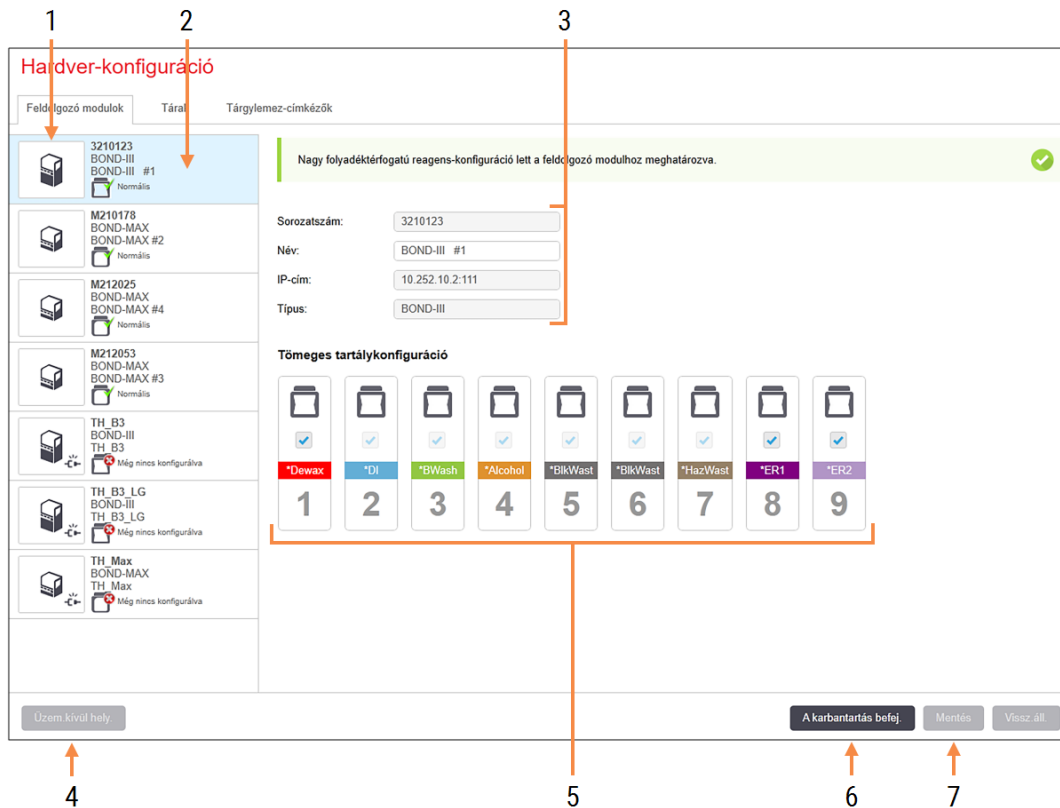 1 2 3
Hardver-konfiguráció
Feldolgozó modulok Tárak Tárgylemez-címkézők
3210123
BOND-III
BOND-III #1
Normális
M210178
BOND-MAX
BOND-MAX #2
Normális
M212025
BOND-MAX
BOND-MAX #4
Normális
M212053
BOND-MAX
BOND-MAX #3
Normális
TH_B3
BOND-III
TH_B3
Még nincs konfigurálva
TH_B3_LG
BOND-III
TH_B3_LG
Még nincs konfigurálva
TH_Max
BOND-MAX
TH_Max
Még nincs konfigurálva
Nagy folyadéktérfogatú reagens-konfiguráció lett a feldolgozó modulhoz meghatározva.
Sorozatszám: 3210123
Név: BOND-III #1
IP-cím: 10.252.10.2:111
Típus: BOND-III
Tömeges tartálykonfiguráció
*Dewax *DI *BWash *Alcohol *BlkWast *BlkWast *HazWast *ER1 *ER2
1 2 3 4 5 6 7 8 9
Üzem.kívül hely. A karbantartás befej. Mentés Vissz.áll.
4 5 6 7